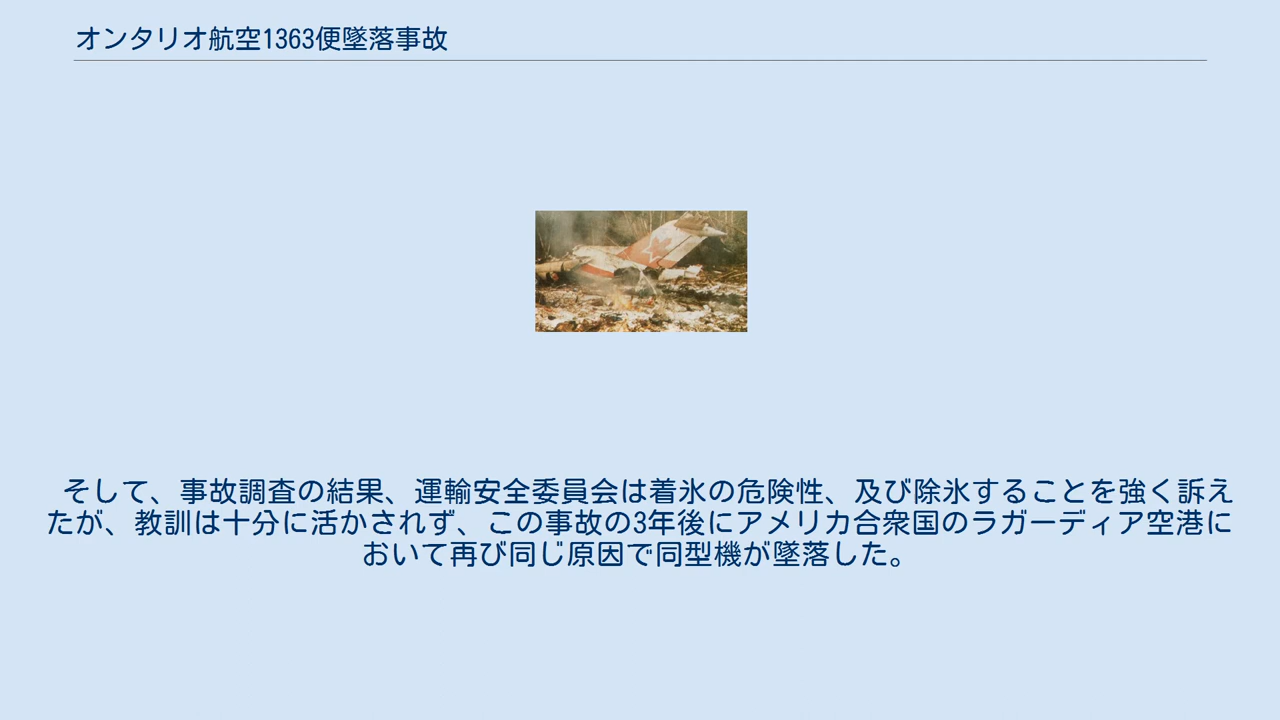 オンタリオ航空1363便墜落事故
そして、事故調査の結果、運輸安全委員会は着氷の危険性、及び除氷することを強く訴え
たが、教訓は十分に活かされず、この事故の3年後にアメリカ合衆国のラガーディア空港に
おいて再び同じ原因で同型機が墜落した。